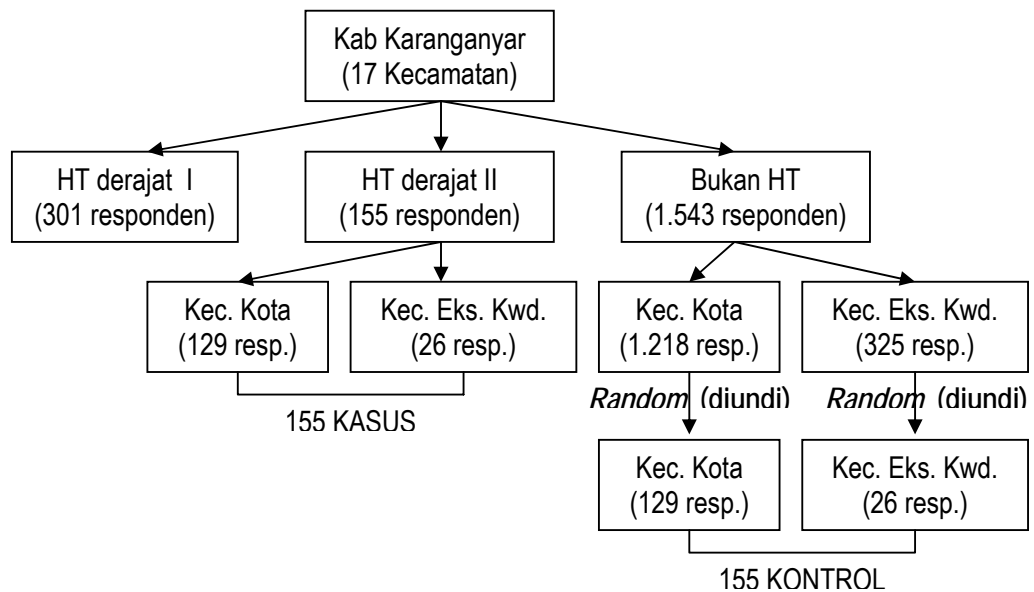 Kab Karanganyar
(17 Kecamatan)
HT derajat I
(301 responden)
HT derajat II
(155 responden)
Bukan HT
(1.543 rseponden)
Kec. Kota
(129 resp.)
Kec. Eks. Kwd.
(26 resp.)
Kec. Kota
(1.218 resp.)
Kec. Eks. Kwd.
(325 resp.)
155 KASUS
Random (diundi)
Random (diundi)
Kec. Kota
(129 resp.)
Kec. Eks. Kwd.
(26 resp.)
155 KONTROL